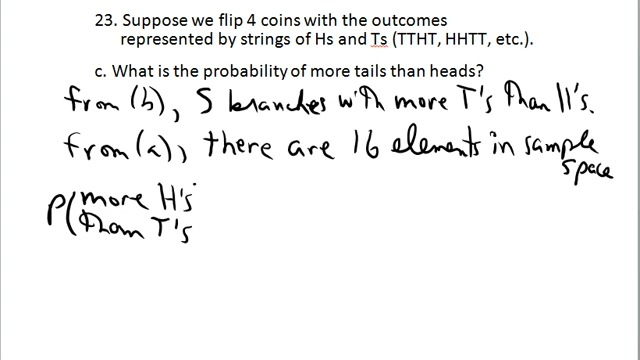 23. Suppose we flip 4 coins with the outcomes
represented by strings of Hs and Ts (TTHT, HHTT, etc.).
c. What is the probability of more tails than heads?
from (b), 5 branches with more T's than H's.
from (a), there are 16 elements in sample
space
P(more H's
than T's